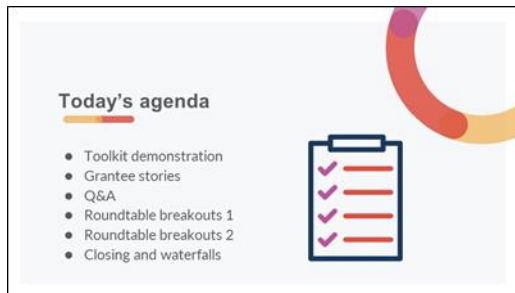 Today's agenda
● Toolkit demonstration
● Grantee stories
● Q&A
● Roundtable breakouts 1
● Roundtable breakouts 2
● Closing and waterfalls